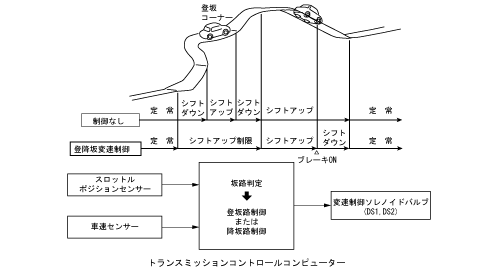 登坂
コーナー
定 常
シフト
ダウン
シフト
アップ
シフト
ダウン
シフトアップ
定 常
制御なし
定 常
シフトアップ制限
シフトアップ
シフト
ダウン
定 常
登降坂変速制御
△
ブレーキON
スロットル
ポジションセンサー
車速センサー
坂路判定
登坂路制御
または
降坂路制御
変速制御ソレノイドバルブ
(DS1,DS2)
トランスミッションコントロールコンピューター